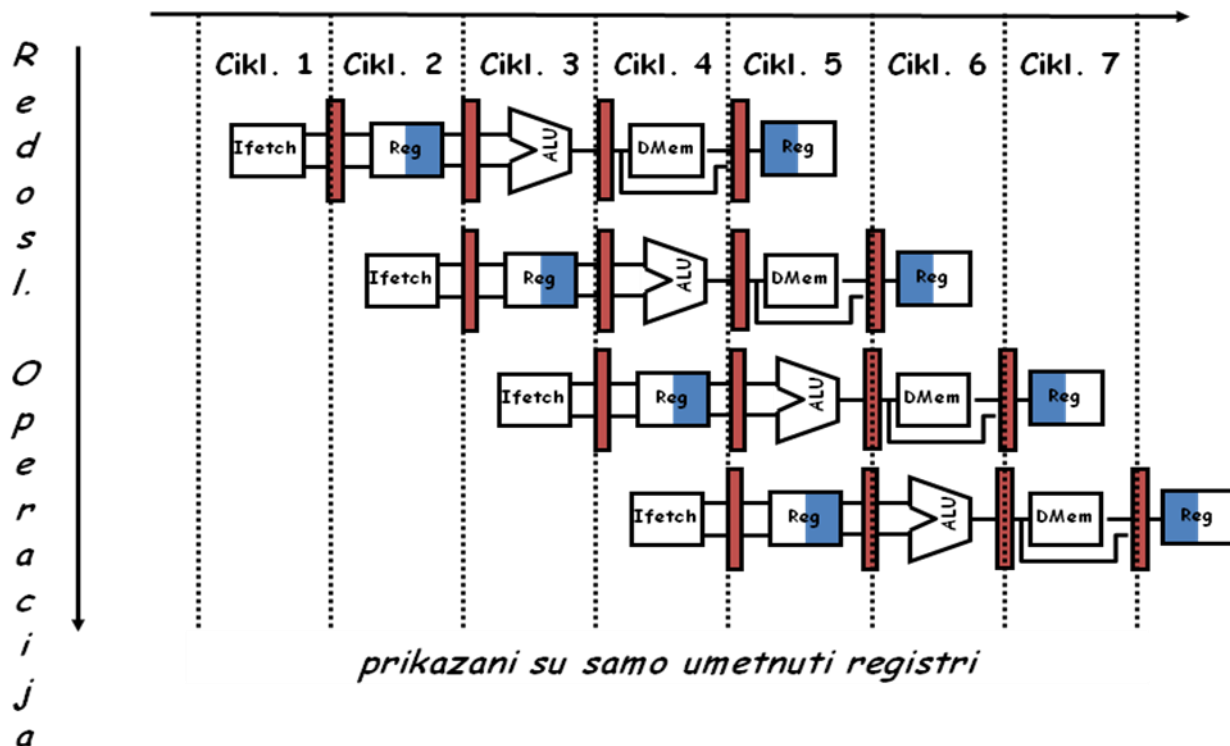 Redosl. Operacija
Cikl. 1 Cikl. 2 Cikl. 3 Cikl. 4 Cikl. 5 Cikl. 6 Cikl. 7
Ifetch Reg ALU DMem Reg
Ifetch Reg ALU DMem Reg
Ifetch Reg ALU DMem Reg
Ifetch Reg ALU DMem Reg
prikazani su samo umetnuti registri